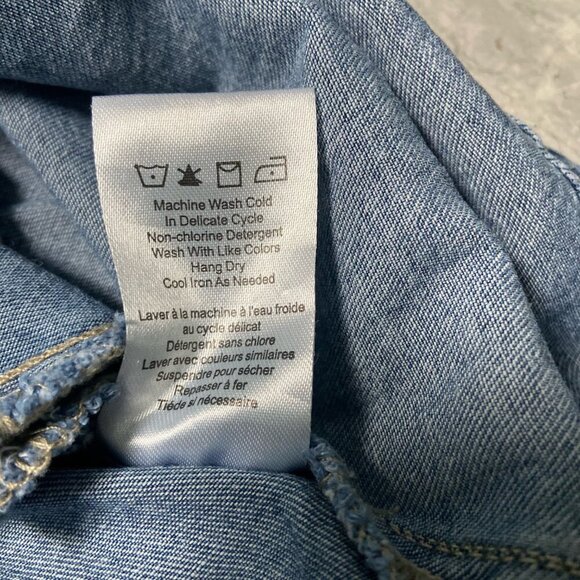 Machine Wash Cold
In Delicate Cycle
Non-chlorine Detergent
Wash With Like Colors
Hang Dry
Cool Iron As Needed
Laver à la machine à l'eau froide
au cycle délicat
Détergent sans chlore
Laver avec couleurs similaires
Suspendre pour sécher
Repasser à fer
Tiéde si nécessaire